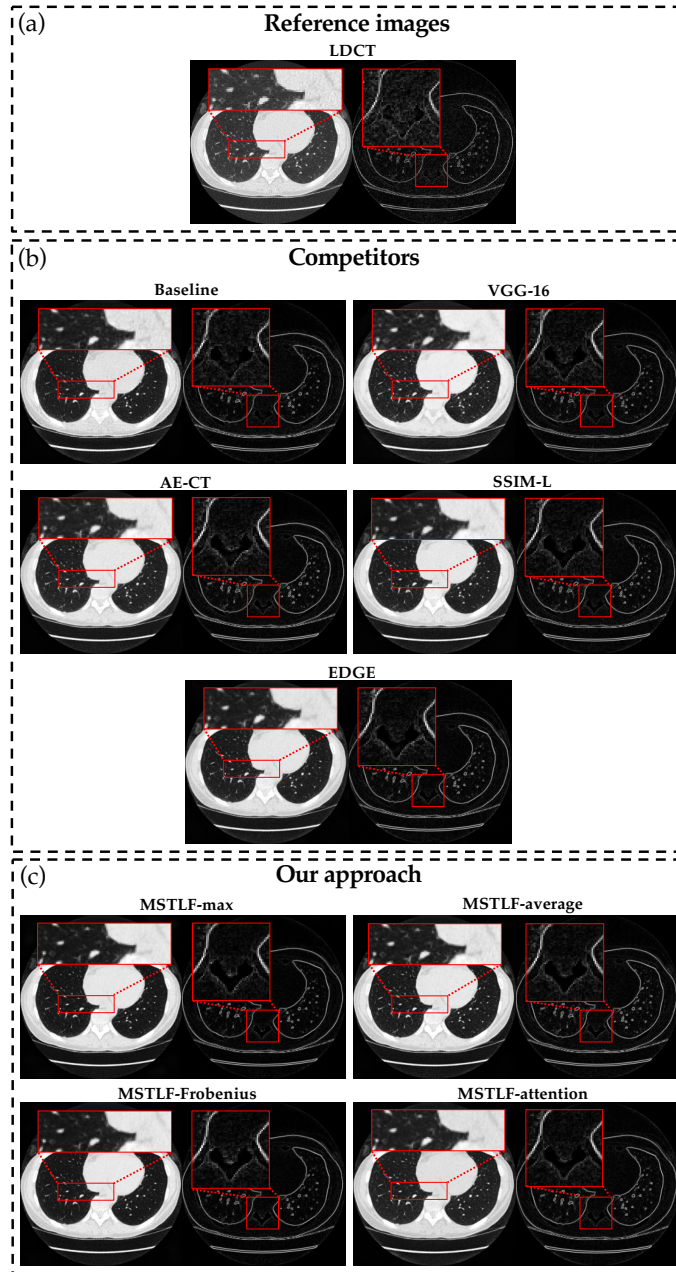 (a)
Reference images
LDCT
(b)
Competitors
Baseline
VGG-16
AE-CT
SSIM-L
EDGE
(c)
Our approach
MSTLF-max
MSTLF-average
MSTLF-Frobenius
MSTLF-attention